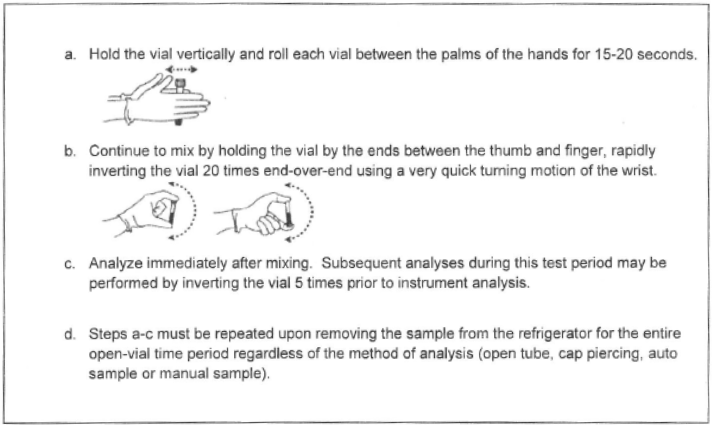 a. Hold the vial vertically and roll each vial between the palms of the hands for 15-20 seconds.
b. Continue to mix by holding the vial by the ends between the thumb and finger, rapidly
inverting the vial 20 times end-over-end using a very quick turning motion of the wrist.
c. Analyze immediately after mixing. Subsequent analyses during this test period may be
performed by inverting the vial 5 times prior to instrument analysis.
d. Steps a-c must be repeated upon removing the sample from the refrigerator for the entire
open-vial time period regardless of the method of analysis (open tube, cap piercing, auto
sample or manual sample).